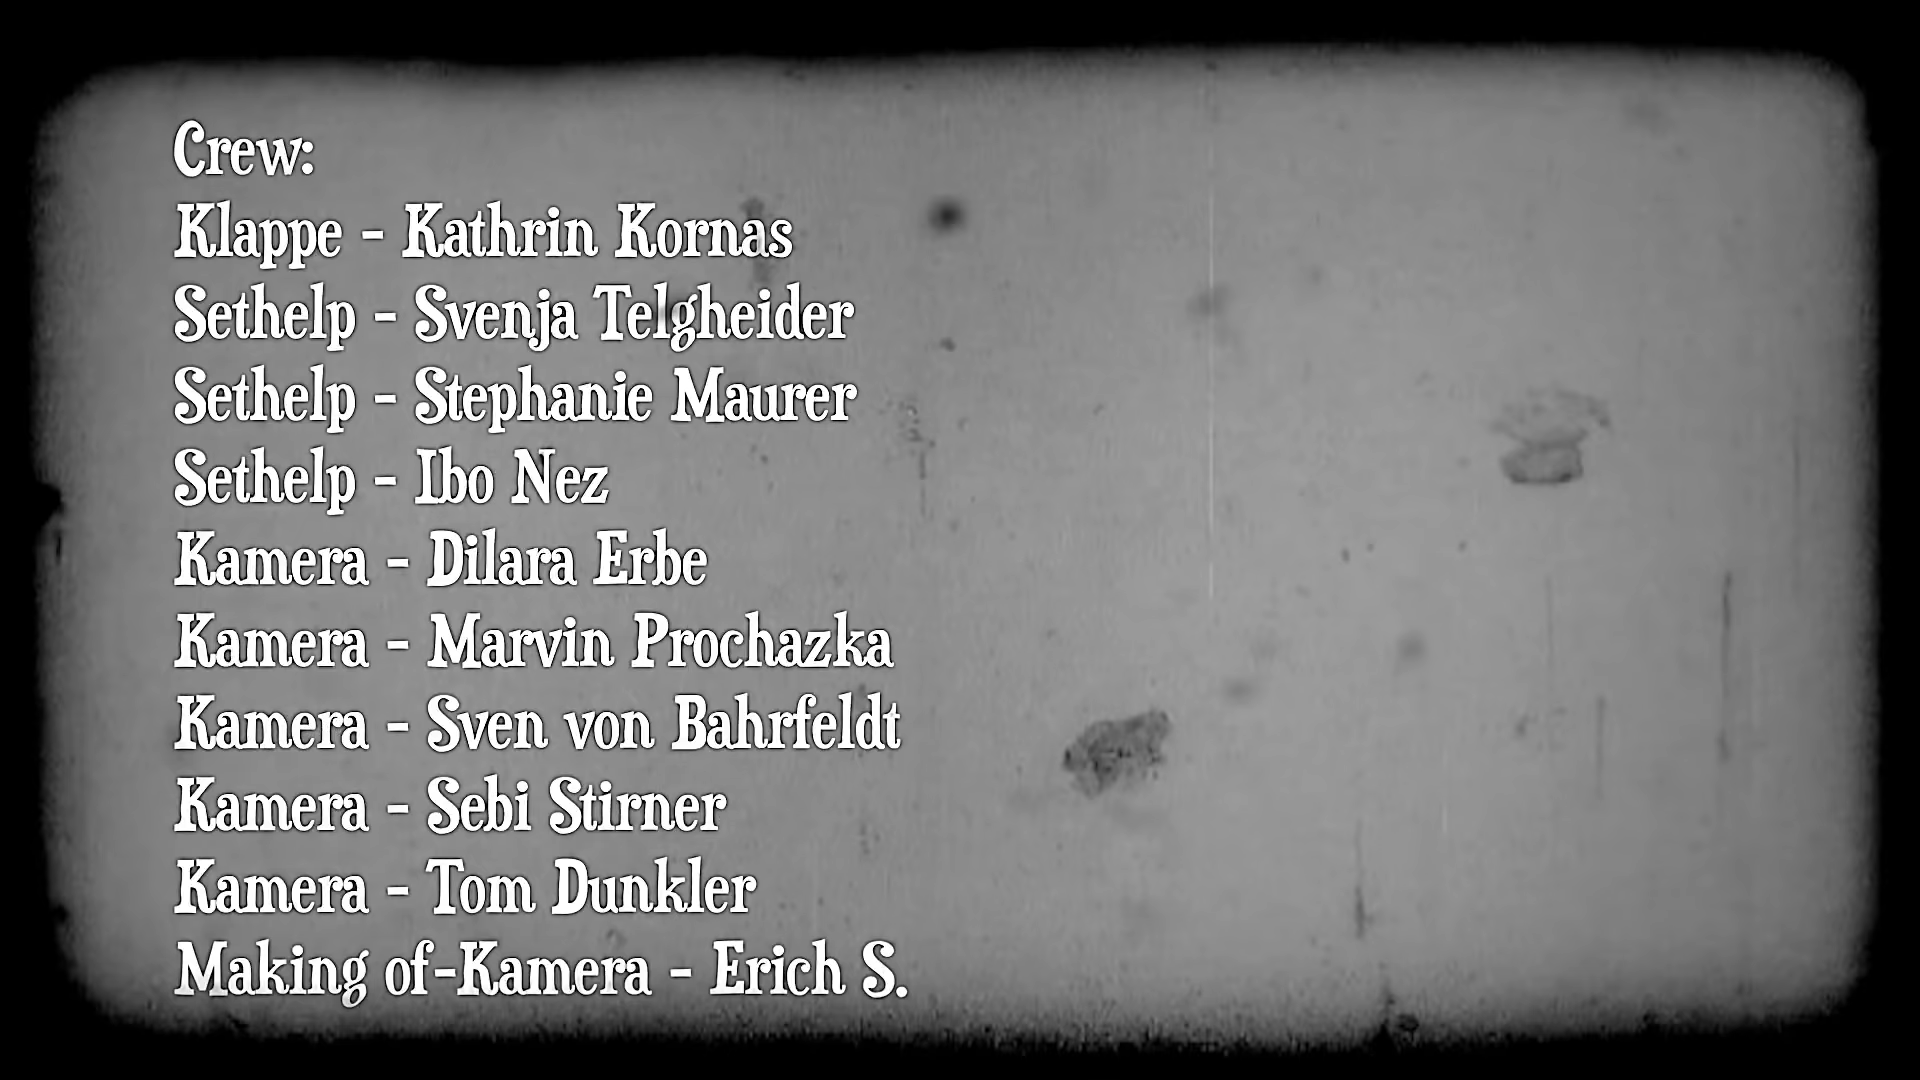 Crew:
Klappe - Kathrin Kornas
Sethelp - Svenja Telgheider
Sethelp - Stephanie Maurer
Sethelp - Ibo Nez
Kamera - Dilara Erbe
Kamera - Marvin Prochazka
Kamera - Sven von Bahrfeldt
Kamera - Sebi Stirner
Kamera - Tom Dunkler
Making of-Kamera - Erich S.